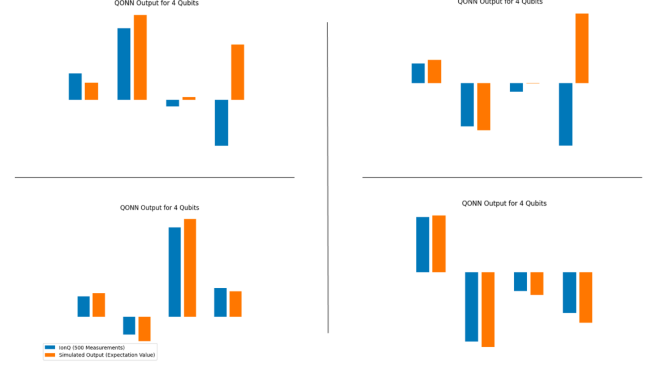 QONN Output for 4 Qubits
QONN Output for 4 Qubits
QONN Output for 4 Qubits
QONN Output for 4 Qubits
IonQ (500 Measurements)
Simulated Output (Expectation Value)